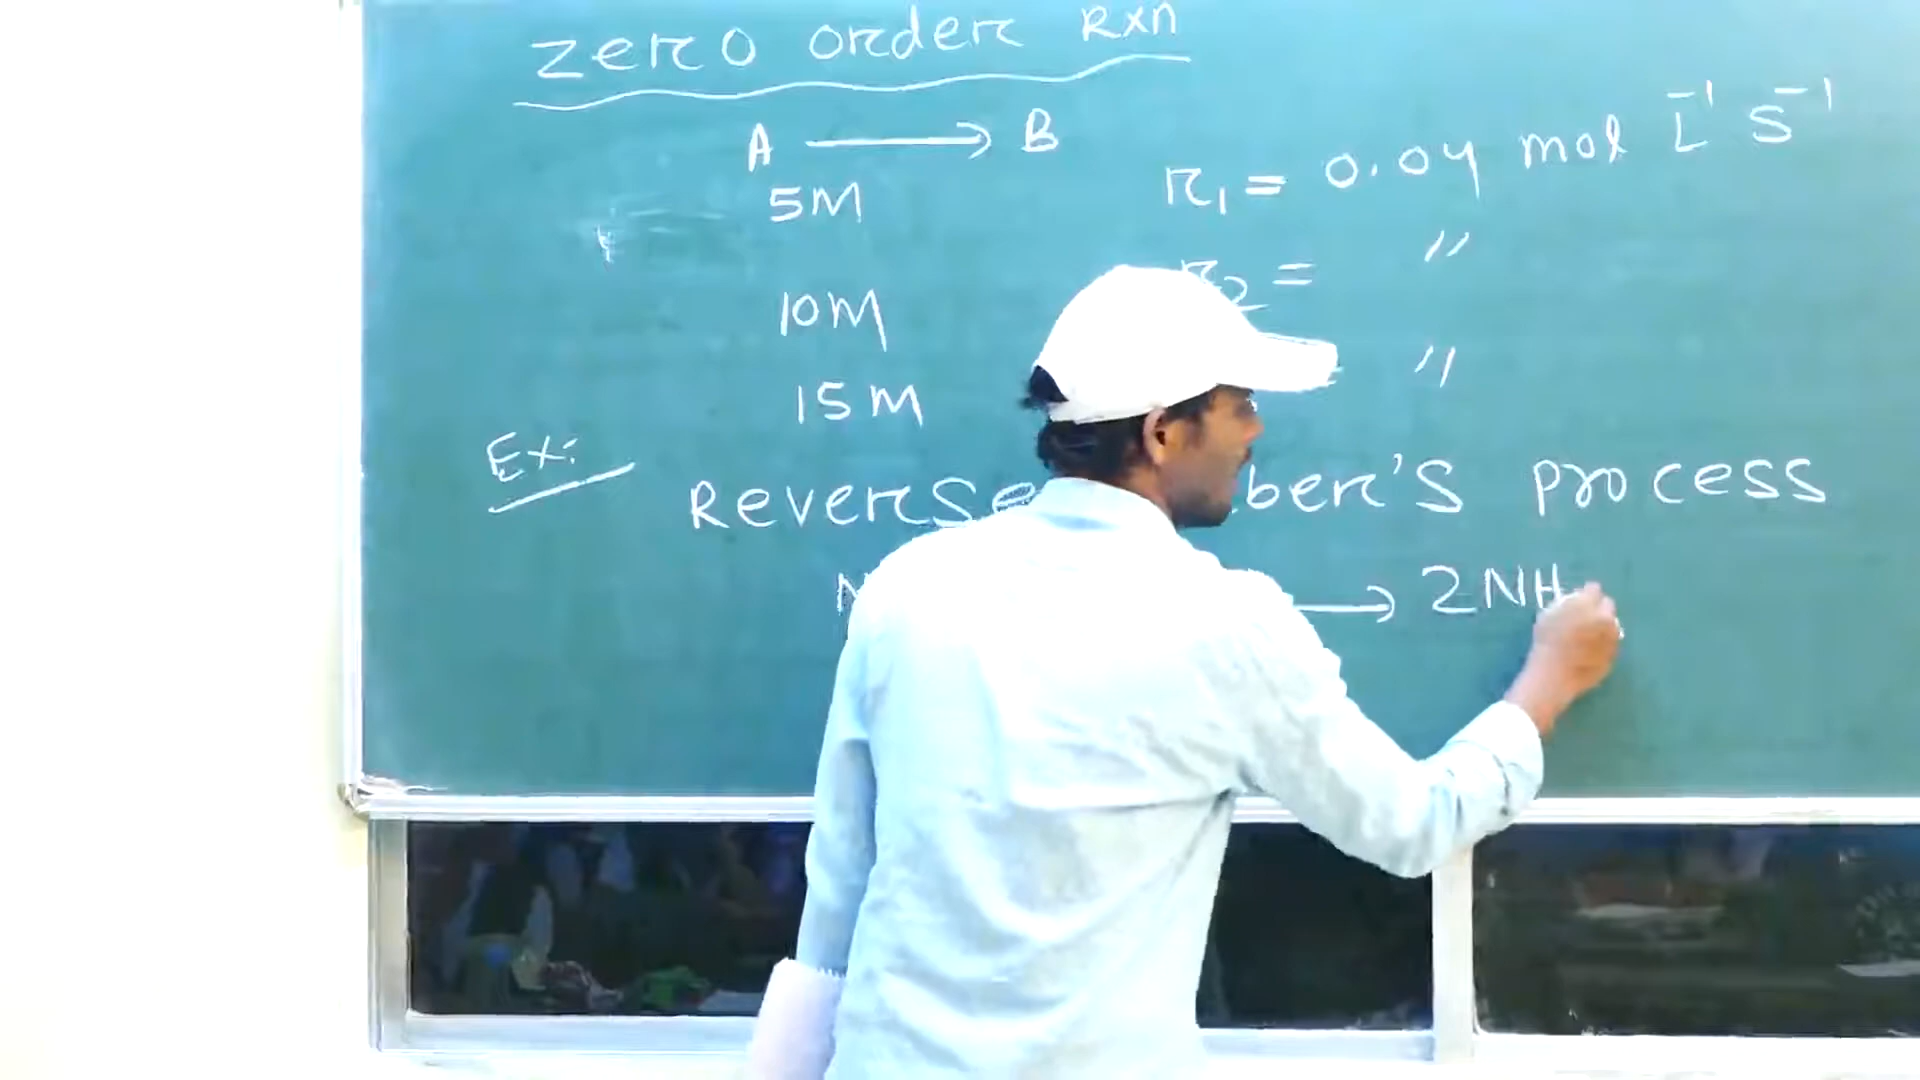 Zero order Rxn
A → B
5M r₁ = 0.04 mol L⁻¹ S⁻¹
10M r₂ = "
15M "
Ex:
Reverse ber's process
N → 2NH